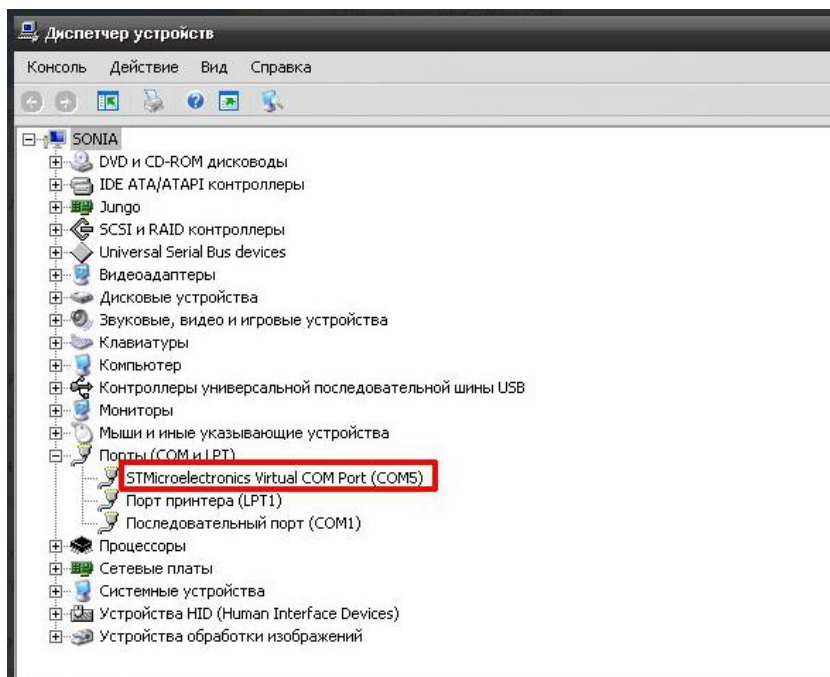 Диспетчер устройств
Консоль Действие Вид Справка
SONIA
DVD и CD-ROM дисководы
IDE ATA/ATAPI контроллеры
Jungo
SCSI и RAID контроллеры
Universal Serial Bus devices
Видеоадаптеры
Дисковые устройства
Звуковые, видео и игровые устройства
Клавиатуры
Компьютер
Контроллеры универсальной последовательной шины USB
Мониторы
Мыши и иные указывающие устройства
Порты (COM и LPT)
STMicroelectronics Virtual COM Port (COM5)
Порт принтера (LPT1)
Последовательный порт (COM1)
Процессоры
Сетевые платы
Системные устройства
Устройства HID (Human Interface Devices)
Устройства обработки изображений